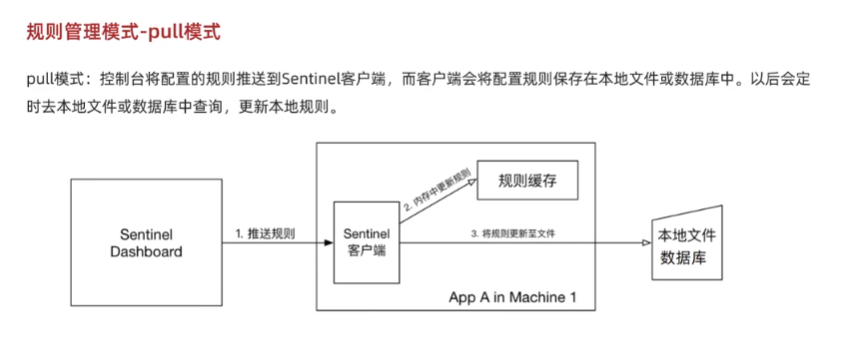 规则管理模式-pull模式
pull模式：控制台将配置的规则推送到Sentinel客户端，而客户端会将配置规则保存在本地文件或数据库中。以后会定
时去本地文件或数据库中查询，更新本地规则。
Sentinel
Dashboard
1. 推送规则
Sentinel
客户端
2. 内存中更新规则
规则缓存
3. 将规则更新至文件
本地文件
数据库
App A in Machine 1